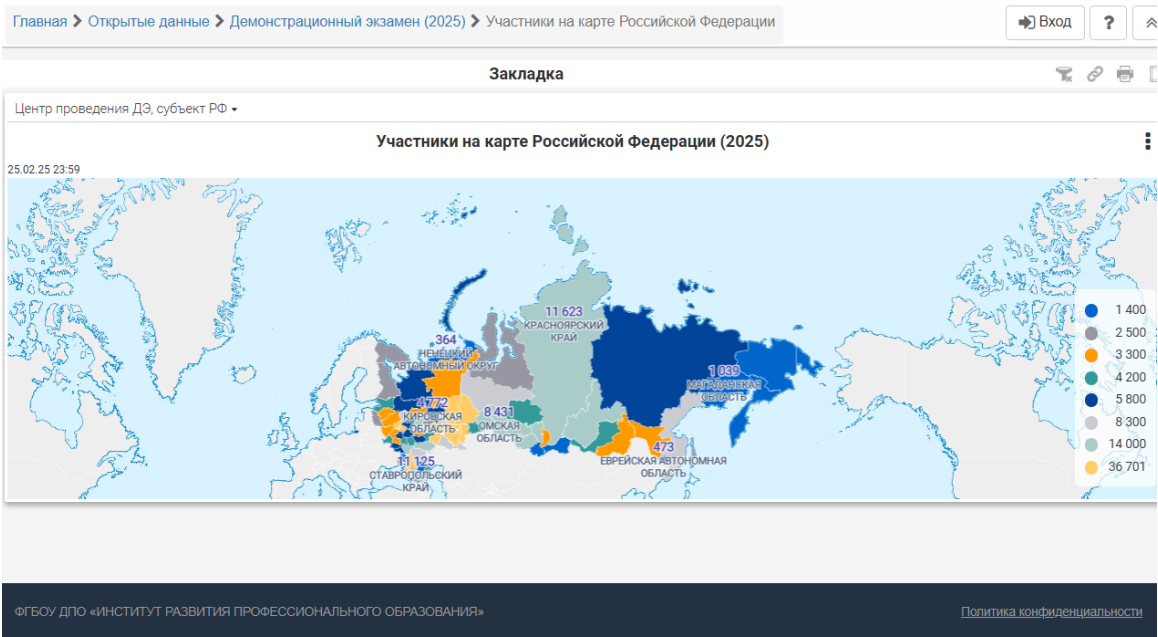 Главная > Открытые данные > Демонстрационный экзамен (2025) > Участники на карте Российской Федерации
Вход
?
Закладка
Центр проведения ДЭ, субъект РФ
Участники на карте Российской Федерации (2025)
25.02.25 23:59
11 623
КРАСНОЯРСКИЙ
КРАЙ
364
НЕНЕЦКИЙ
АВТОНОМНЫЙ ОКРУГ
1 039
МАГАДАНСКАЯ
ОБЛАСТЬ
4 772
КИРОВСКАЯ
ОБЛАСТЬ
8 431
ОМСКАЯ
ОБЛАСТЬ
473
ЕВРЕЙСКАЯ АВТОНОМНАЯ
ОБЛАСТЬ
11 125
СТАВРОПОЛЬСКИЙ
КРАЙ
1 400
2 500
3 300
4 200
5 800
8 300
14 000
36 701
ФГБОУ ДПО «ИНСТИТУТ РАЗВИТИЯ ПРОФЕССИОНАЛЬНОГО ОБРАЗОВАНИЯ»
Политика конфиденциальности